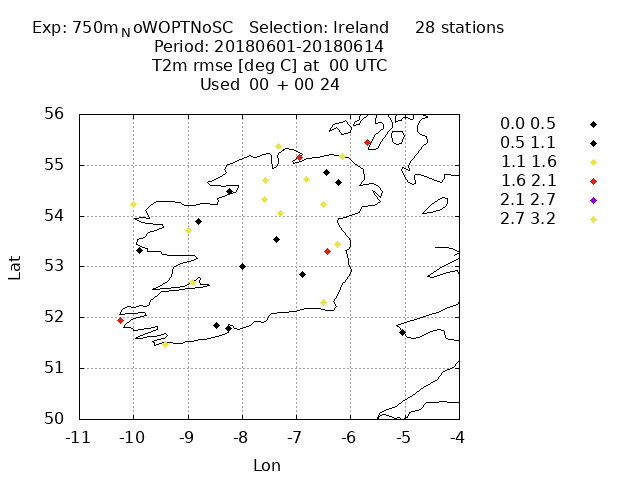 Exp: 750mNoWOPTNoSC Selection: Ireland 28 stations
Period: 20180601-20180614
T2m rmse [deg C] at 00 UTC
Used 00 + 00 24
0.0 0.5
0.5 1.1
1.1 1.6
1.6 2.1
2.1 2.7
2.7 3.2
56
55
54
53
52
51
50
Lat
-11 -10 -9 -8 -7 -6 -5 -4
Lon